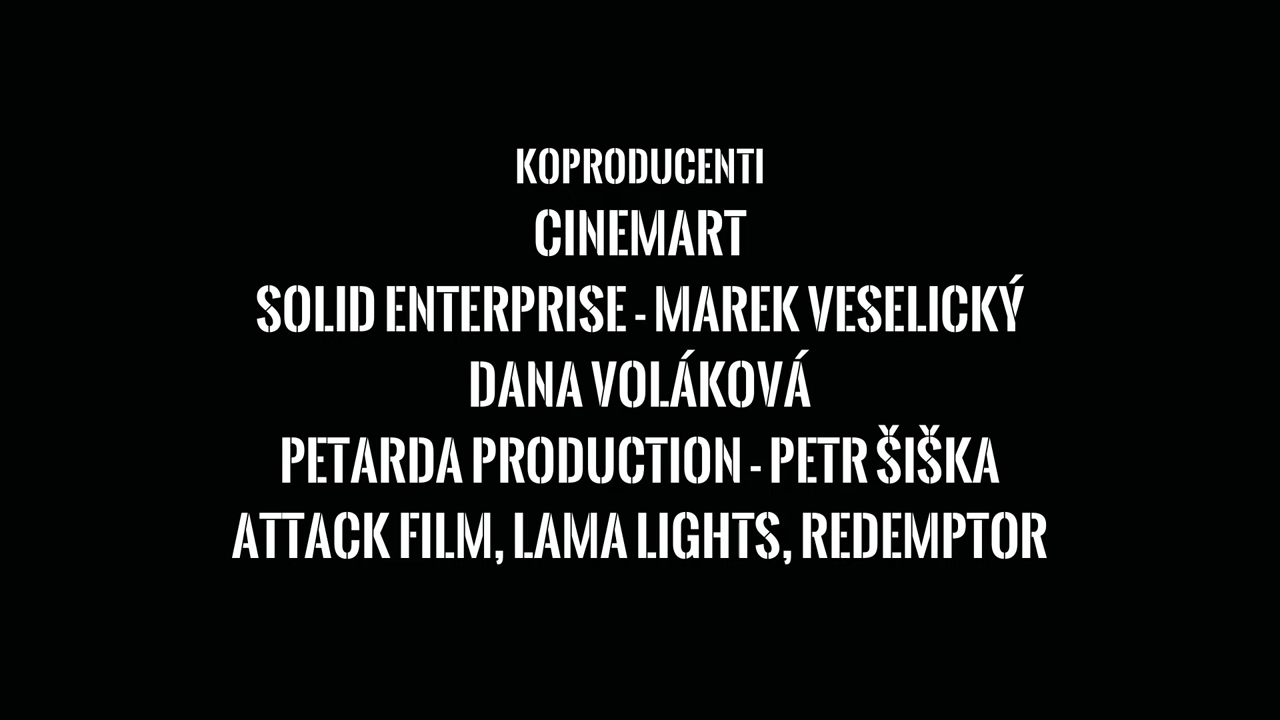 KOPRODUCENTI
CINEMART
SOLID ENTERPRISE - MAREK VESELICKÝ
DANA VOLÁKOVÁ
PETARDA PRODUCTION - PETR ŠIŠKA
ATTACK FILM, LAMA LIGHTS, REDEMPTOR